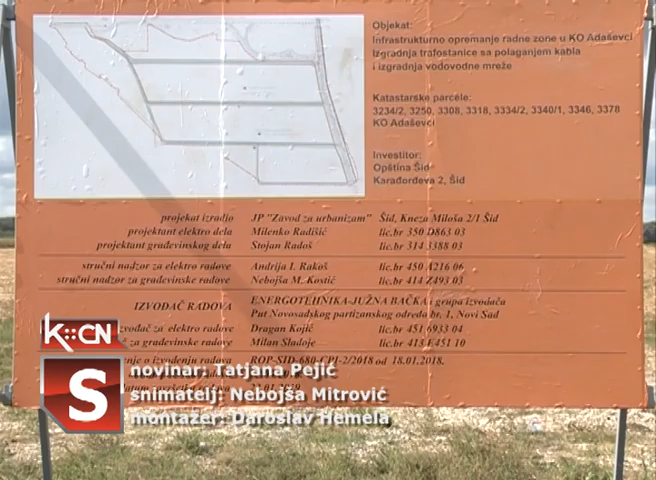 Objekat:
Infrastrukturno opremanje radne zone u KO Adaševci
Izgradnja trafostanice sa polaganjem kabla
i izgradnja vodovodne mreže
Katastarske parcele:
3234/2, 3250, 3308, 3318, 3334/2, 3340/1, 3346, 3378
KO Adaševci
Investitor:
Opština Šid
Karađorđeva 2, Šid
projekat izradio JP "Zavod za urbanizam" Šid, Kneza Miloša 2/1 Šid
projektant elektro dela Milenko Radišić lic.br 350 D863 03
projektant građevinskog dela Stojan Radoš lic.br 314 3388 03
stručni nadzor za elektro radove Andrija I. Rakoš lic.br 450 A216 06
stručni nadzor za građevinske radove Nebojša M. Kostić lic.br 414 Z493 03
IZVOĐAČ RADOVA ENERGOTEHNIKA-JUŽNA BAČKA i grupa izvođača
Put Novosadskog partizanskog odreda br. 1, Novi Sad
izvođač za elektro radove Dragan Kojić lic.br 451 6933 04
za građevinske radove Milan Sladoje lic.br 413 I451 10
o izvođenju radova ROP-SID-680-CPI-2/2018 od 18.01.2018.
K::CN
S
novinar: Tatjana Pejić
snimatelj: Nebojša Mitrović
montažer: Daroslav Hemela